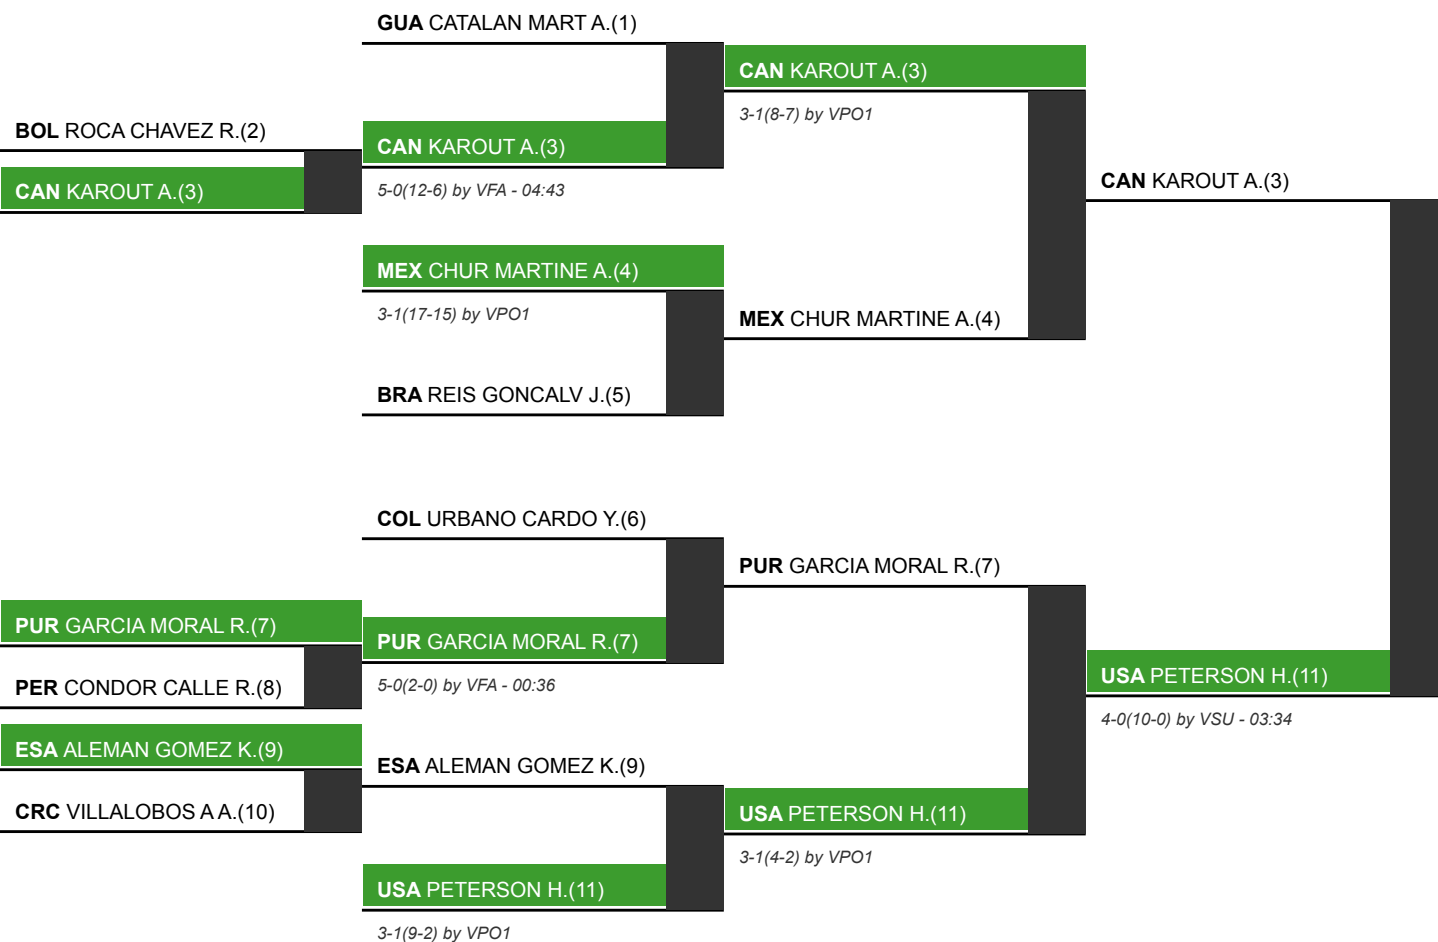 GUA CATALAN MART A.(1)
CAN KAROUT A.(3)
3-1(8-7) by VPO1
BOL ROCA CHAVEZ R.(2)
CAN KAROUT A.(3)
CAN KAROUT A.(3)
5-0(12-6) by VFA - 04:43
CAN KAROUT A.(3)
MEX CHUR MARTINE A.(4)
3-1(17-15) by VPO1
MEX CHUR MARTINE A.(4)
BRA REIS GONCALV J.(5)
COL URBANO CARDO Y.(6)
PUR GARCIA MORAL R.(7)
PUR GARCIA MORAL R.(7)
PUR GARCIA MORAL R.(7)
PER CONDOR CALLE R.(8)
5-0(2-0) by VFA - 00:36
USA PETERSON H.(11)
4-0(10-0) by VSU - 03:34
ESA ALEMAN GOMEZ K.(9)
ESA ALEMAN GOMEZ K.(9)
CRC VILLALOBOS A A.(10)
USA PETERSON H.(11)
3-1(4-2) by VPO1
USA PETERSON H.(11)
3-1(9-2) by VPO1